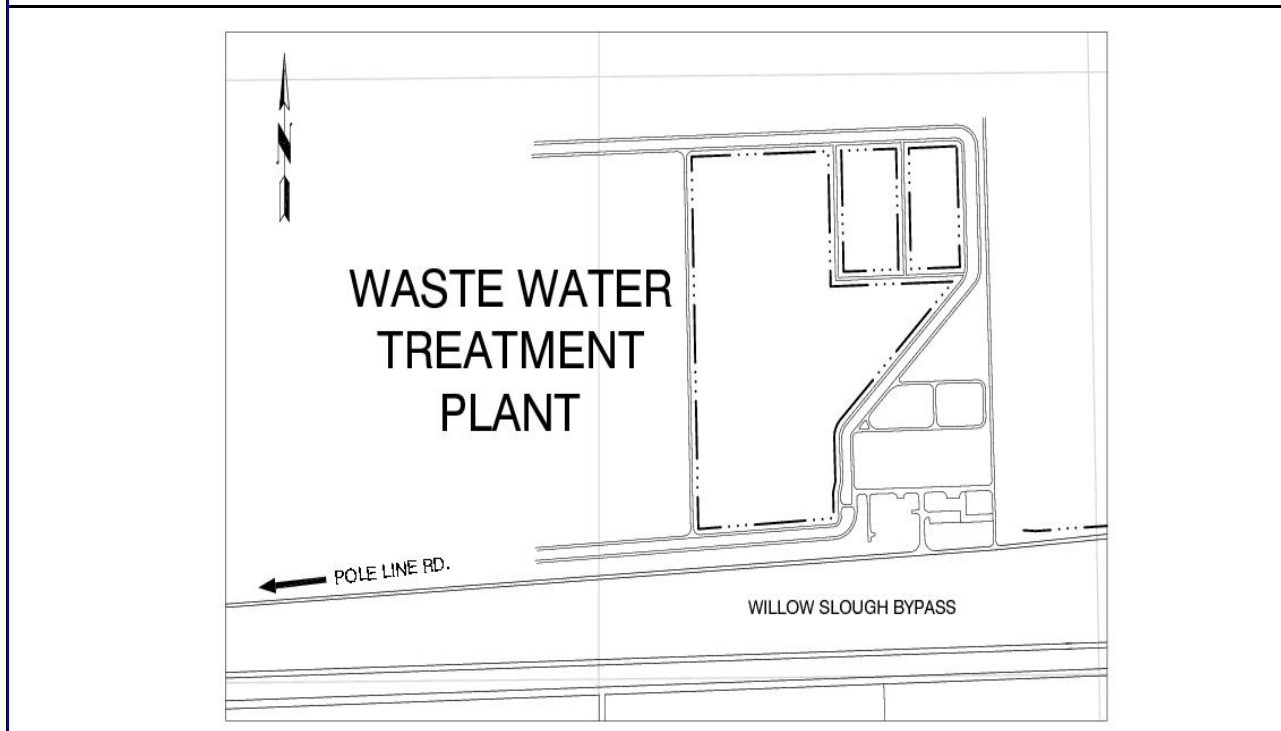 N
WASTE WATER
TREATMENT
PLANT
POLE LINE RD.
WILLOW SLOUGH BYPASS